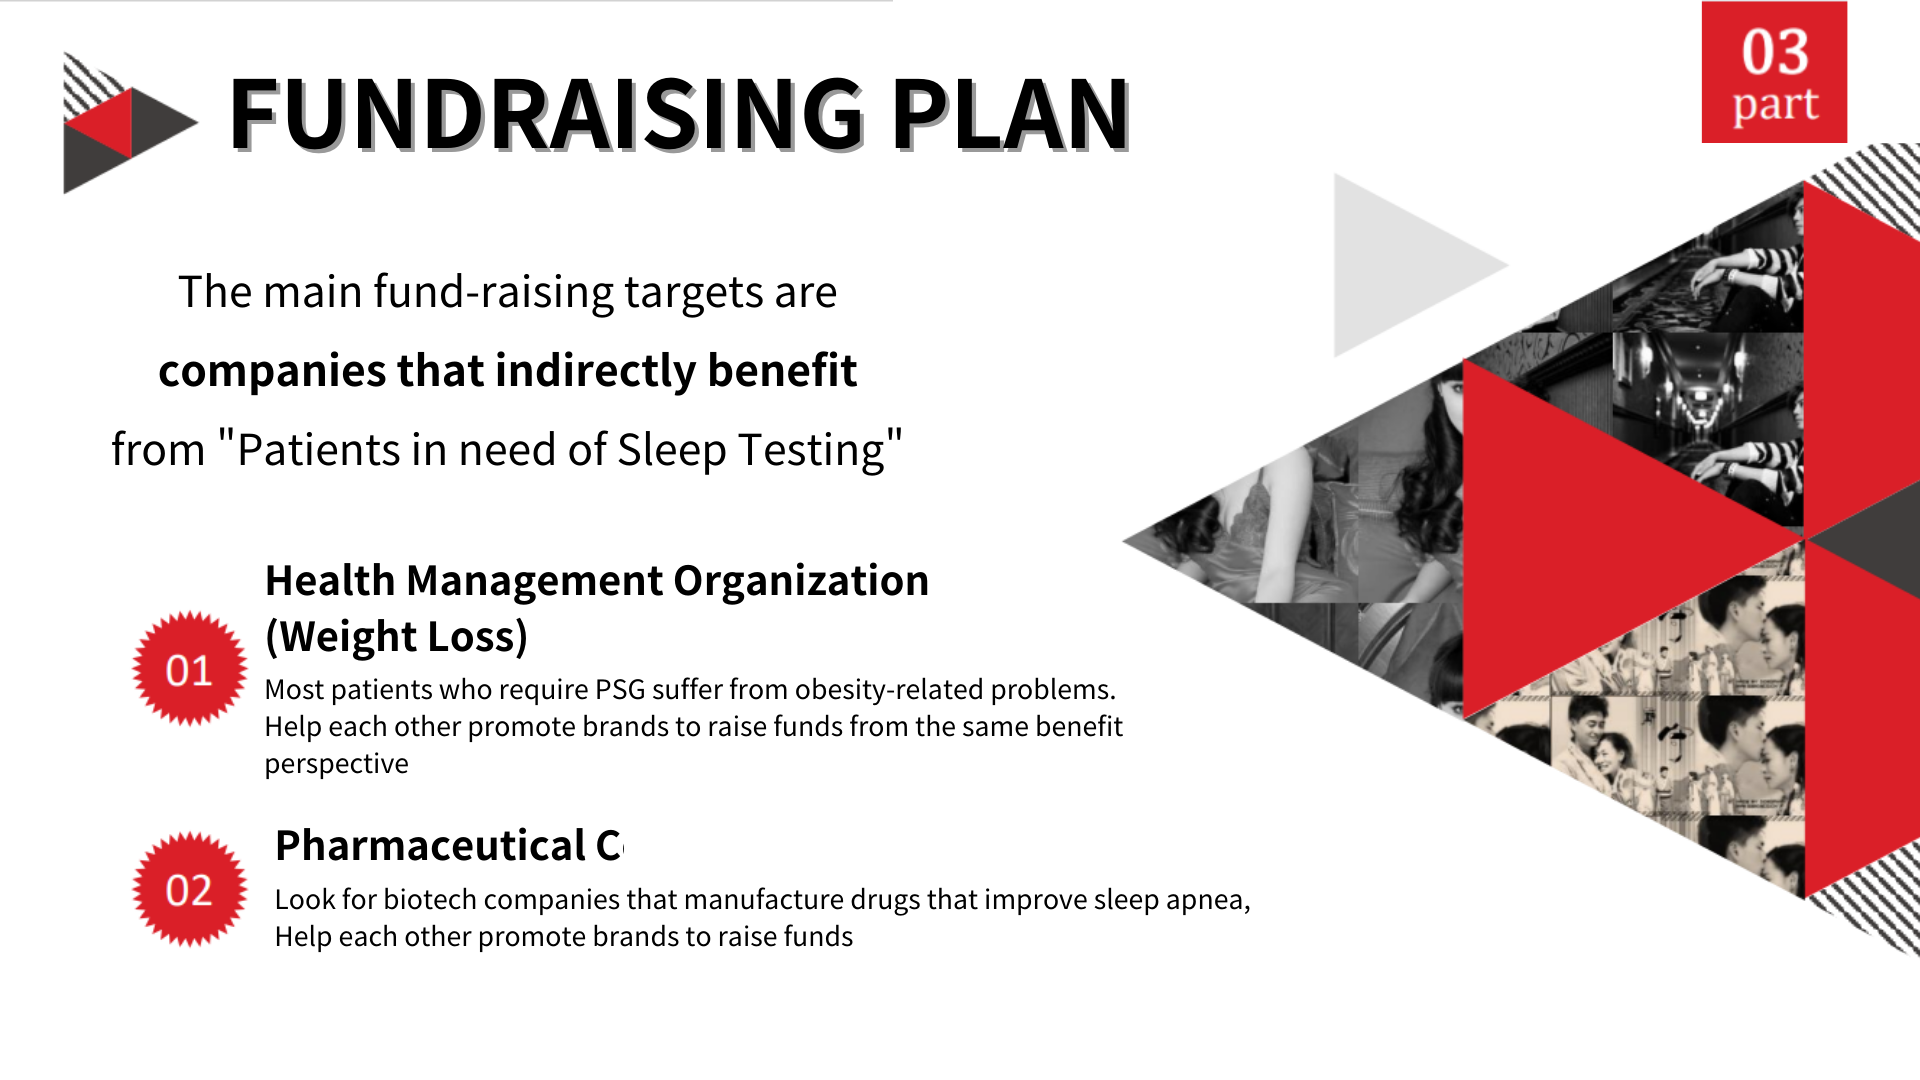 FUNDRAISING PLAN
03
part
The main fund-raising targets are
companies that indirectly benefit
from "Patients in need of Sleep Testing"
01
Health Management Organization
(Weight Loss)
Most patients who require PSG suffer from obesity-related problems.
Help each other promote brands to raise funds from the same benefit
perspective
02
Pharmaceutical C
Look for biotech companies that manufacture drugs that improve sleep apnea,
Help each other promote brands to raise funds